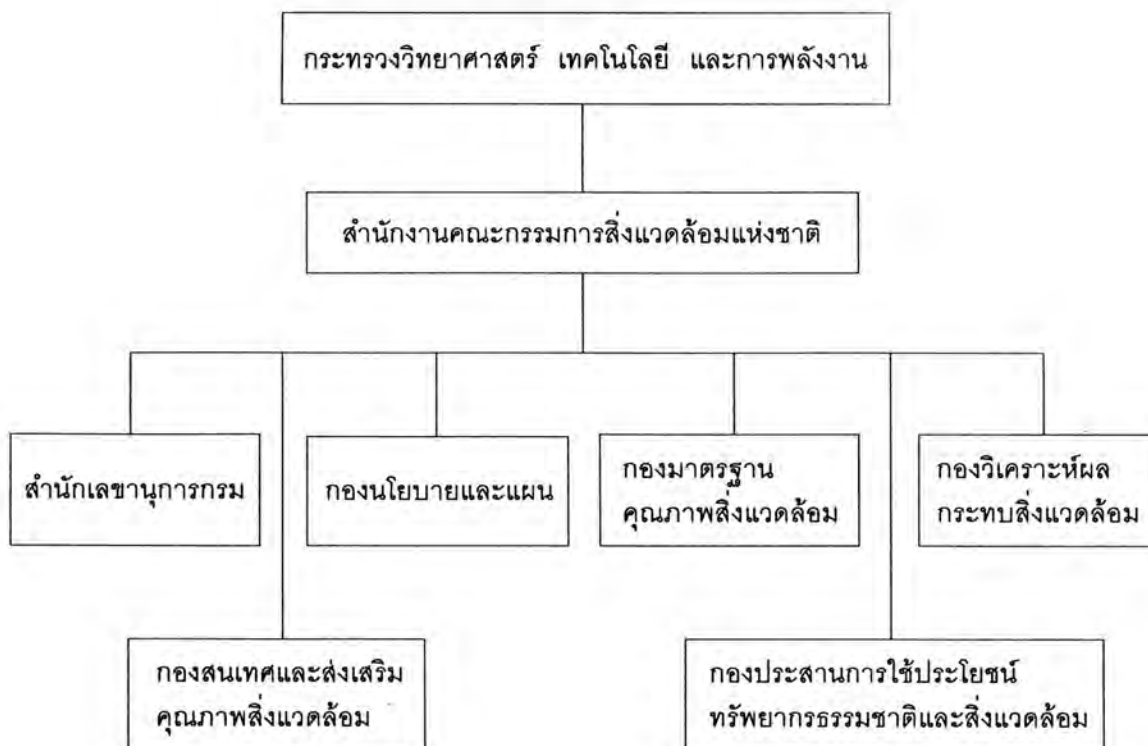 กระทรวงวิทยาศาสตร์ เทคโนโลยี และการพลังงาน
สำนักงานคณะกรรมการสิ่งแวดล้อมแห่งชาติ
สำนักเลขานุการกรม
กองนโยบายและแผน
กองมาตรฐาน
คุณภาพสิ่งแวดล้อม
กองวิเคราะห์ผล
กระทบสิ่งแวดล้อม
กองสนเทศและส่งเสริม
คุณภาพสิ่งแวดล้อม
กองประสานการใช้ประโยชน์
ทรัพยากรธรรมชาติและสิ่งแวดล้อม